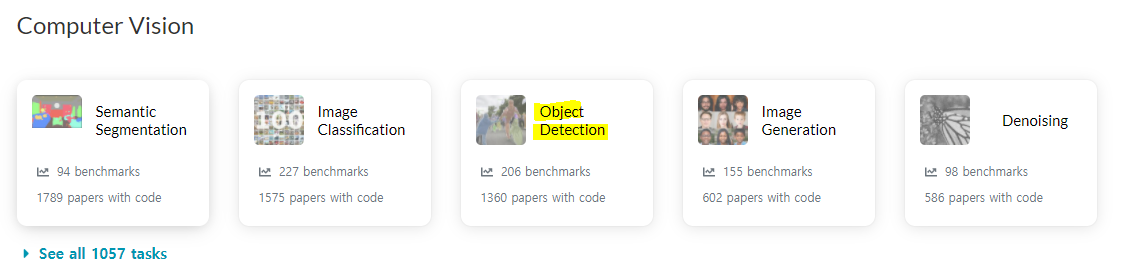 Computer Vision
Semantic
Segmentation
94 benchmarks
1789 papers with code
100
Image
Classification
227 benchmarks
1575 papers with code
Object
Detection
206 benchmarks
1360 papers with code
Image
Generation
155 benchmarks
602 papers with code
Denoising
98 benchmarks
586 papers with code
See all 1057 tasks